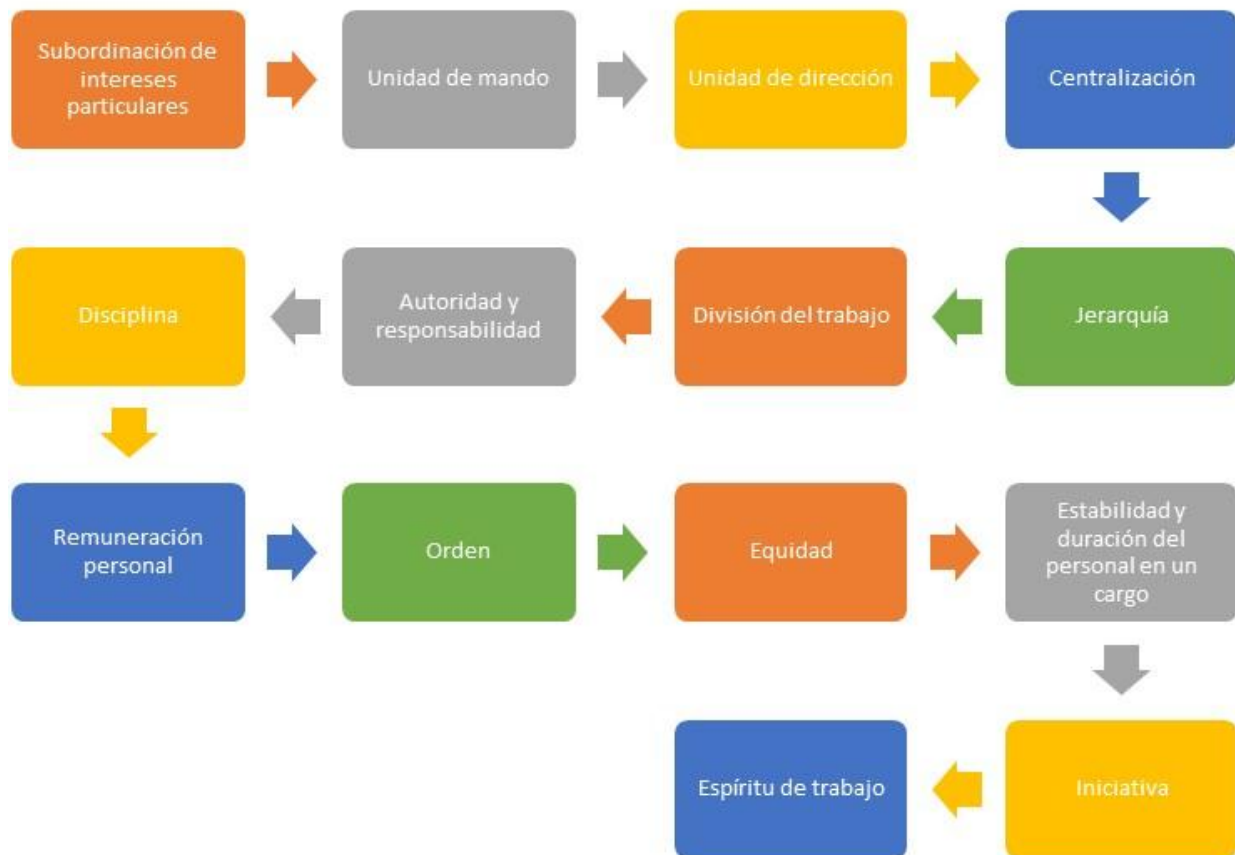 Subordinación de
intereses
particulares
Unidad de mando
Unidad de dirección
Centralización
Jerarquía
División del trabajo
Autoridad y
responsabilidad
Disciplina
Remuneración
personal
Orden
Equidad
Estabilidad y
duración del
personal en un
cargo
Iniciativa
Espíritu de trabajo